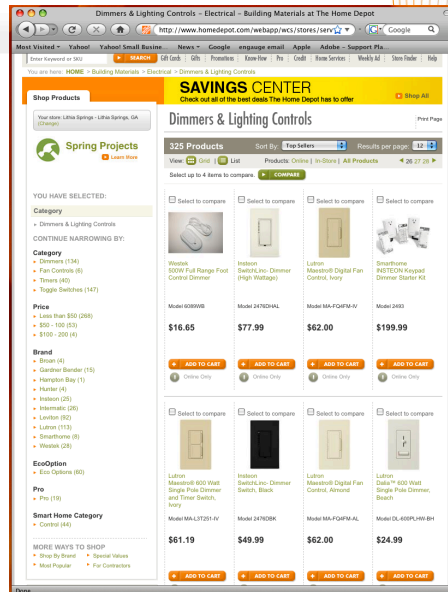 Dimmers & Lighting Controls – Electrical – Building Materials at The Home Depot
http://www.homedepot.com/webapp/wcs/stores/serv
Google
Most Visited Yahoo! Yahoo! Small Busine... News Google engauge email Apple Adobe – Support Pla...
Enter Keyword or SKU
SEARCH
Gift Cards | Gifts | Promotions | Know-How | Pro | Credit | Home Services | Weekly Ad | Store Finder | Help
You are here: HOME > Building Materials > Electrical > Dimmers & Lighting Controls
Shop Products
SAVINGS CENTER
Check out all of the best deals The Home Depot has to offer
Shop All
Your store: Lithia Springs - Lithia Springs, GA
(Change)
Spring Projects
Learn more
YOU HAVE SELECTED:
Category
Dimmers & Lighting Controls
CONTINUE NARROWING BY:
Category
Dimmers (134)
Fan Controls (6)
Timers (40)
Toggle Switches (147)
Price
Less than $50 (268)
$50 - 100 (53)
$100 - 200 (4)
Brand
Broan (4)
Gardner Bender (15)
Hampton Bay (1)
Hunter (4)
Insteon (25)
Intermatic (26)
Leviton (92)
Lutron (113)
Smarthome (8)
Westek (28)
EcoOption
Eco Options (60)
Pro
Pro (19)
Smart Home Category
Control (44)
MORE WAYS TO SHOP
Shop By Brand Special Values
Most Popular For Contractors
Dimmers & Lighting Controls
Print Page
325 Products Sort By: Top Sellers Results per page: 12
View: Grid | List Products: Online | In-Store | All Products 26 27 28
Select up to 4 items to compare. COMPARE
Select to compare Select to compare Select to compare Select to compare
Westek
500W Full Range Foot
Control Dimmer
Model 6089WB
$16.65
ADD TO CART
Online Only
Insteon
SwitchLinc- Dimmer
(High Wattage)
Model 2476DHAL
$77.99
ADD TO CART
Online Only
Lutron
Maestro® Digital Fan
Control, Ivory
Model MA-FQ4FM-IV
$62.00
ADD TO CART
Online Only
Smarthome
INSTEON Keypad
Dimmer Starter Kit
Model 2493
$199.99
ADD TO CART
Online Only
Select to compare Select to compare Select to compare Select to compare
Lutron
Maestro® 600 Watt
Single Pole Dimmer
and Timer Switch,
Ivory
Model MA-L3T251-IV
$61.19
ADD TO CART
Insteon
SwitchLinc- Dimmer
Switch, Black
Model 2476DBK
$49.99
ADD TO CART
Lutron
Maestro® Digital Fan
Control, Almond
Model MA-FQ4FM-AL
$62.00
ADD TO CART
Lutron
Dalia™ 600 Watt
Single Pole Dimmer,
Beach
Model DL-600PLHW-BH
$24.99
ADD TO CART
Done